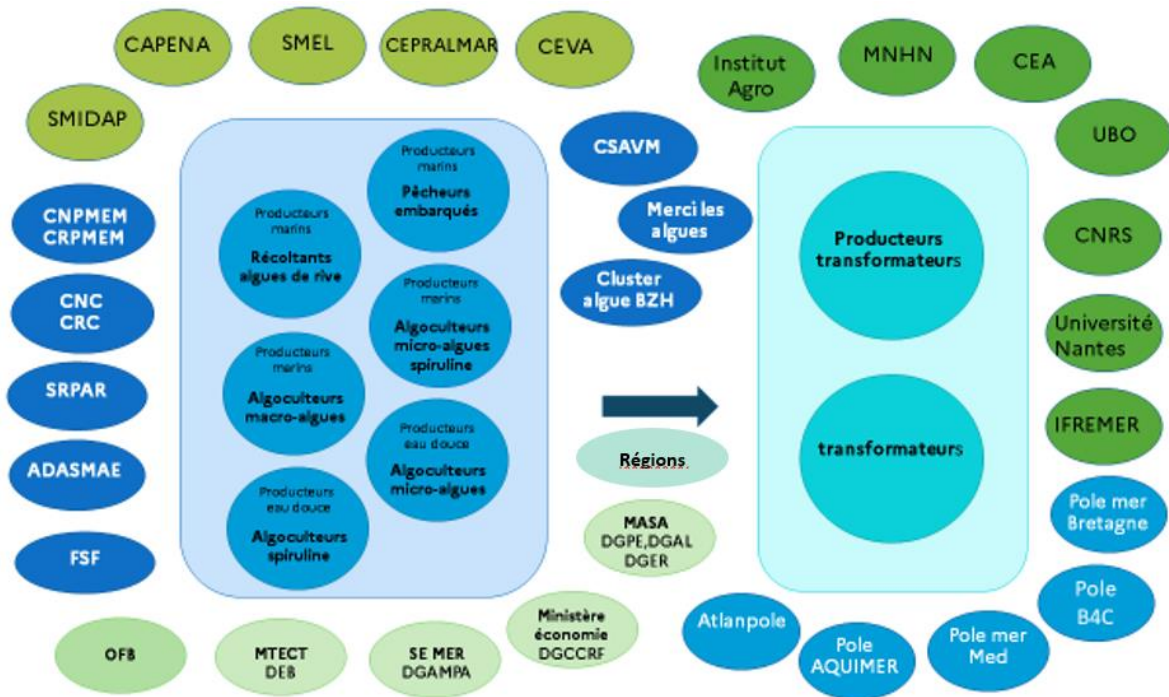 CAPENA
SMEL
CEPRALMAR
CEVA
SMIDAP
CNPMEM
CRPMEM
CNC
CRC
SRPAR
ADASMAE
FSF
Producteurs
marins
Pêcheurs
embarqués
Producteurs
marins
Récoltants
algues de rive
Producteurs
merins
Algoculteurs
micro-algues
spiruline
Producteurs
marins
Algoculteurs
macro-algues
Producteurs
eau douce
Algoculteurs
micro-algues
Producteurs
eau douce
Algoculteurs
spiruline
CSAVM
Merci les
algues
Cluster
algue BZH
Régions
MASA
DGPE,DGAL
DGER
Ministère
économie
DGCCRF
SE MER
DGAMPA
MTECT
DEB
OFB
Institut
Agro
MNHN
CEA
UBO
CNRS
Université
Nantes
IFREMER
Producteurs
transformateurs
transformateurs
Pole mer
Bretagne
Pole
B4C
Pole mer
Med
Pole
AQUIMER
Atlanpole